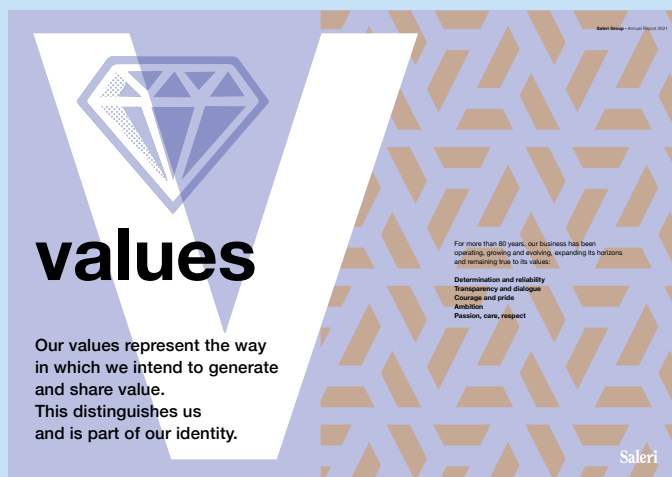 Saleri Group - Annual Report 2021
values
Our values represent the way
in which we intend to generate
and share value.
This distinguishes us
and is part of our identity.
For more than 80 years, our business has been
operating, growing and evolving, expanding its horizons
and remaining true to its values:
Determination and reliability
Transparency and dialogue
Courage and pride
Ambition
Passion, care, respect
Saleri